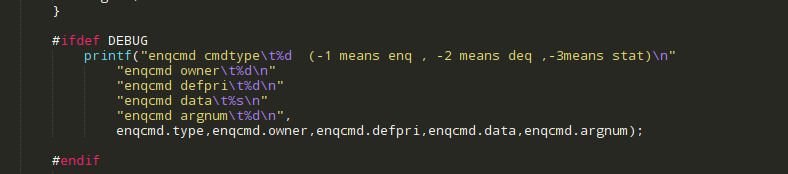 }
#ifdef DEBUG
printf("enqcmd cmdtype\t%d  (-1 means enq , -2 means deq ,-3means stat)\n"
"enqcmd owner\t%d\n"
"enqcmd defpri\t%d\n"
"enqcmd data\t%s\n"
"enqcmd argnum\t%d\n",
enqcmd.type,enqcmd.owner,enqcmd.defpri,enqcmd.data,enqcmd.argnum);
#endif